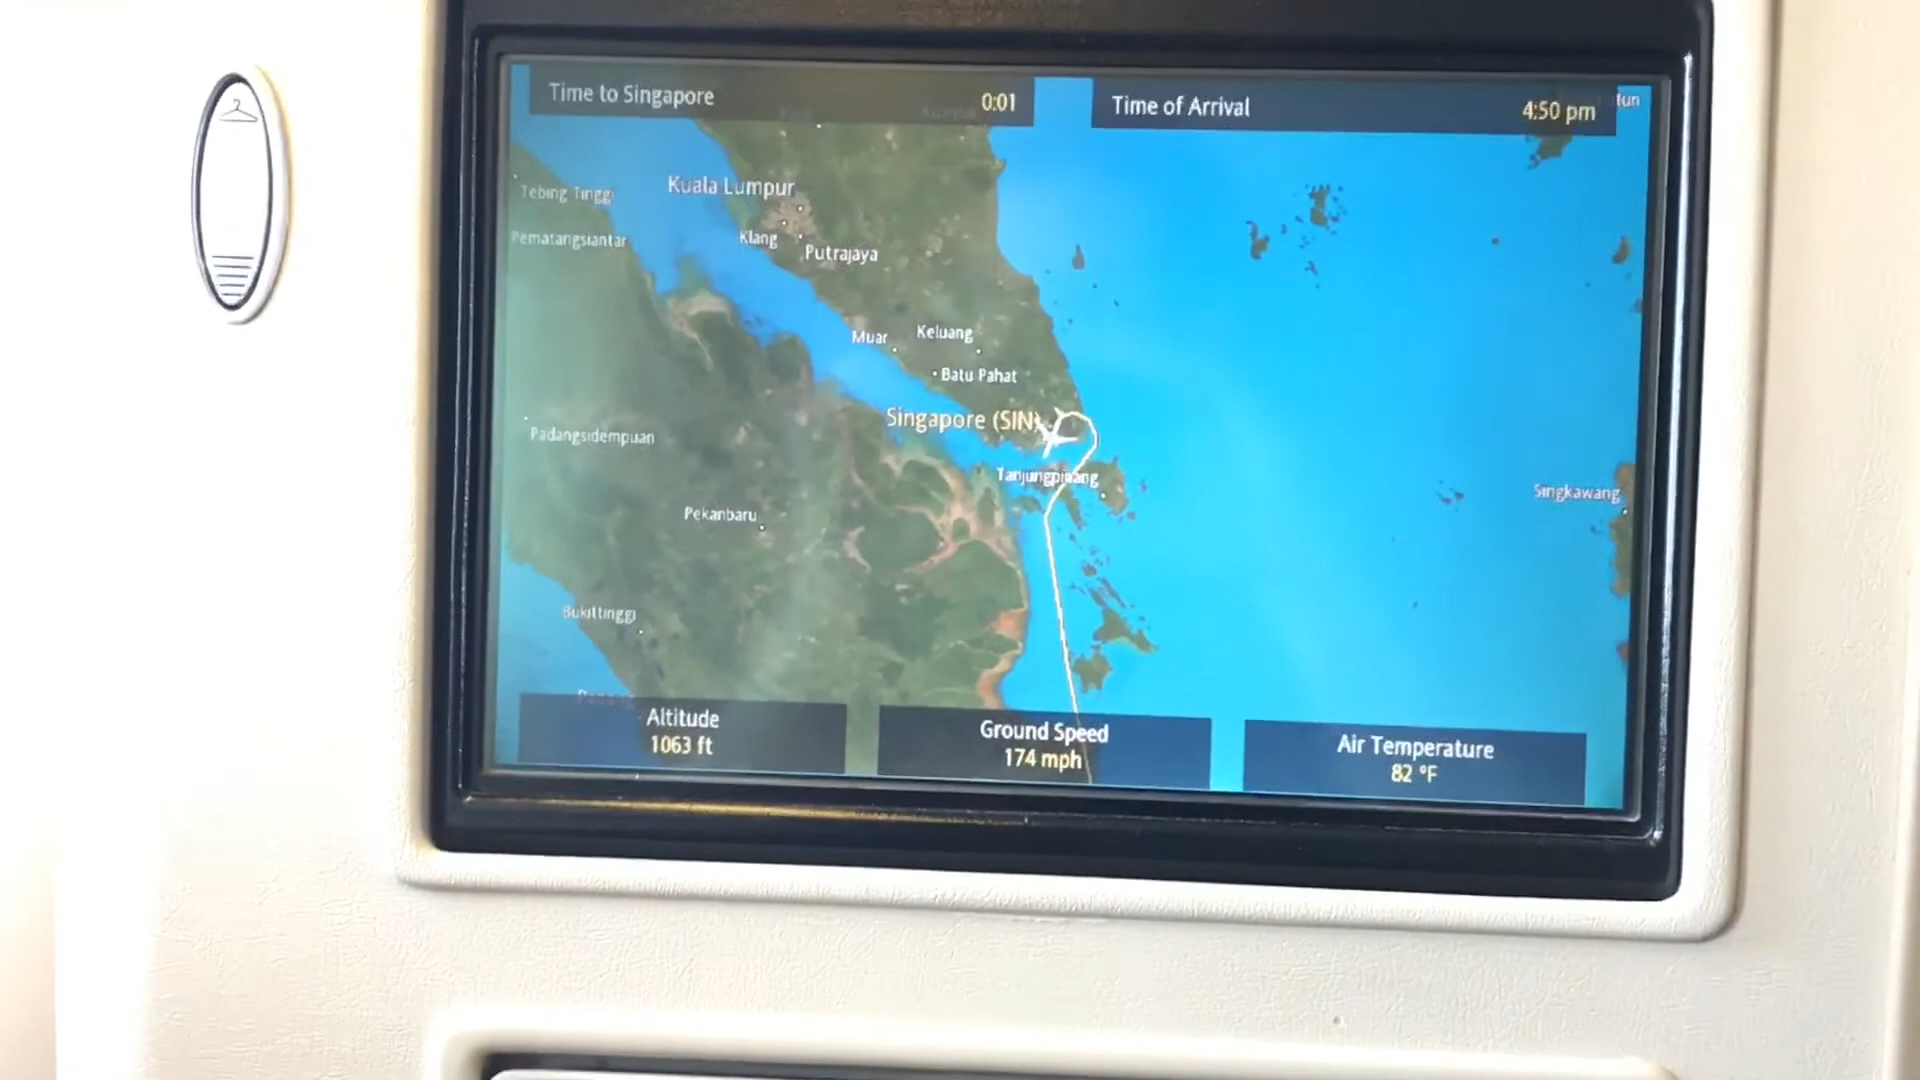 Time to Singapore 0:01
Time of Arrival 4:50 pm
Kuala Lumpur
Tebing Tinggi
Klang
Pematangsiantar
Putrajaya
Muar
Keluang
Batu Pahat
Singapore (SIN)
Padangsidempuan
Tanjungpinang
Singkawang
Pekanbaru
Bukittinggi
Padang
Altitude
1063 ft
Ground Speed
174 mph
Air Temperature
82 °F